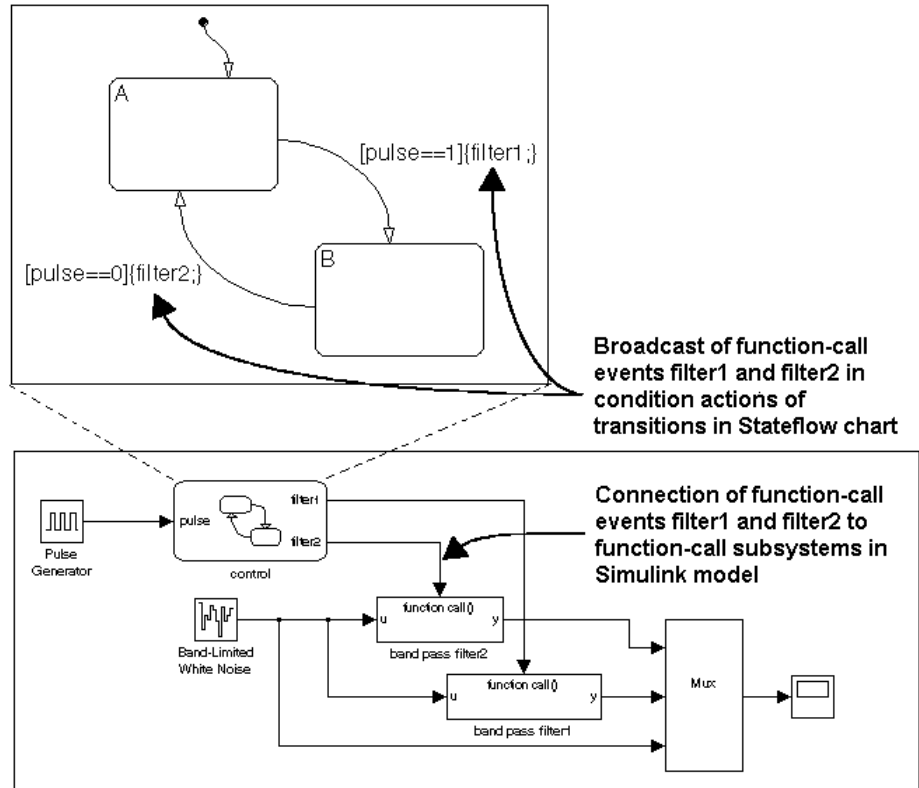 A
[pulse==1]{filter1;}
B
[pulse==0]{filter2;}
Broadcast of function-call
events filter1 and filter2 in
condition actions of
transitions in Stateflow chart
Connection of function-call
events filter1 and filter2 to
function-call subsystems in
Simulink model
pulse
filter1
filter2
control
Pulse
Generator
Band-Limited
White Noise
function call()
u
y
band pass filter2
function call()
u
y
band pass filter1
Mux